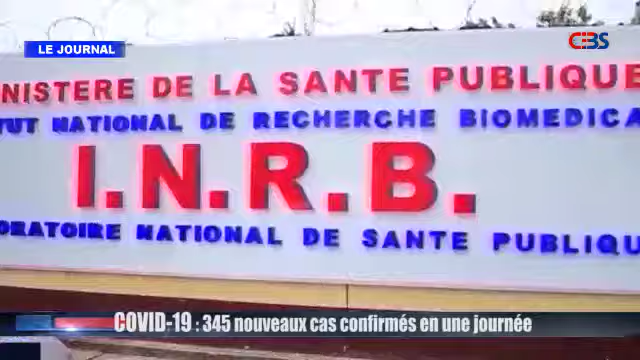 LE JOURNAL
CEBS
NISTERE DE LA SANTE PUBLIQUE
TUT NATIONAL DE RECHERCHE BIOMEDICA
I.N.R.B.
ORATOIRE NATIONAL DE SANTE PUBLIQU
COVID-19 : 345 nouveaux cas confirmés en une journée